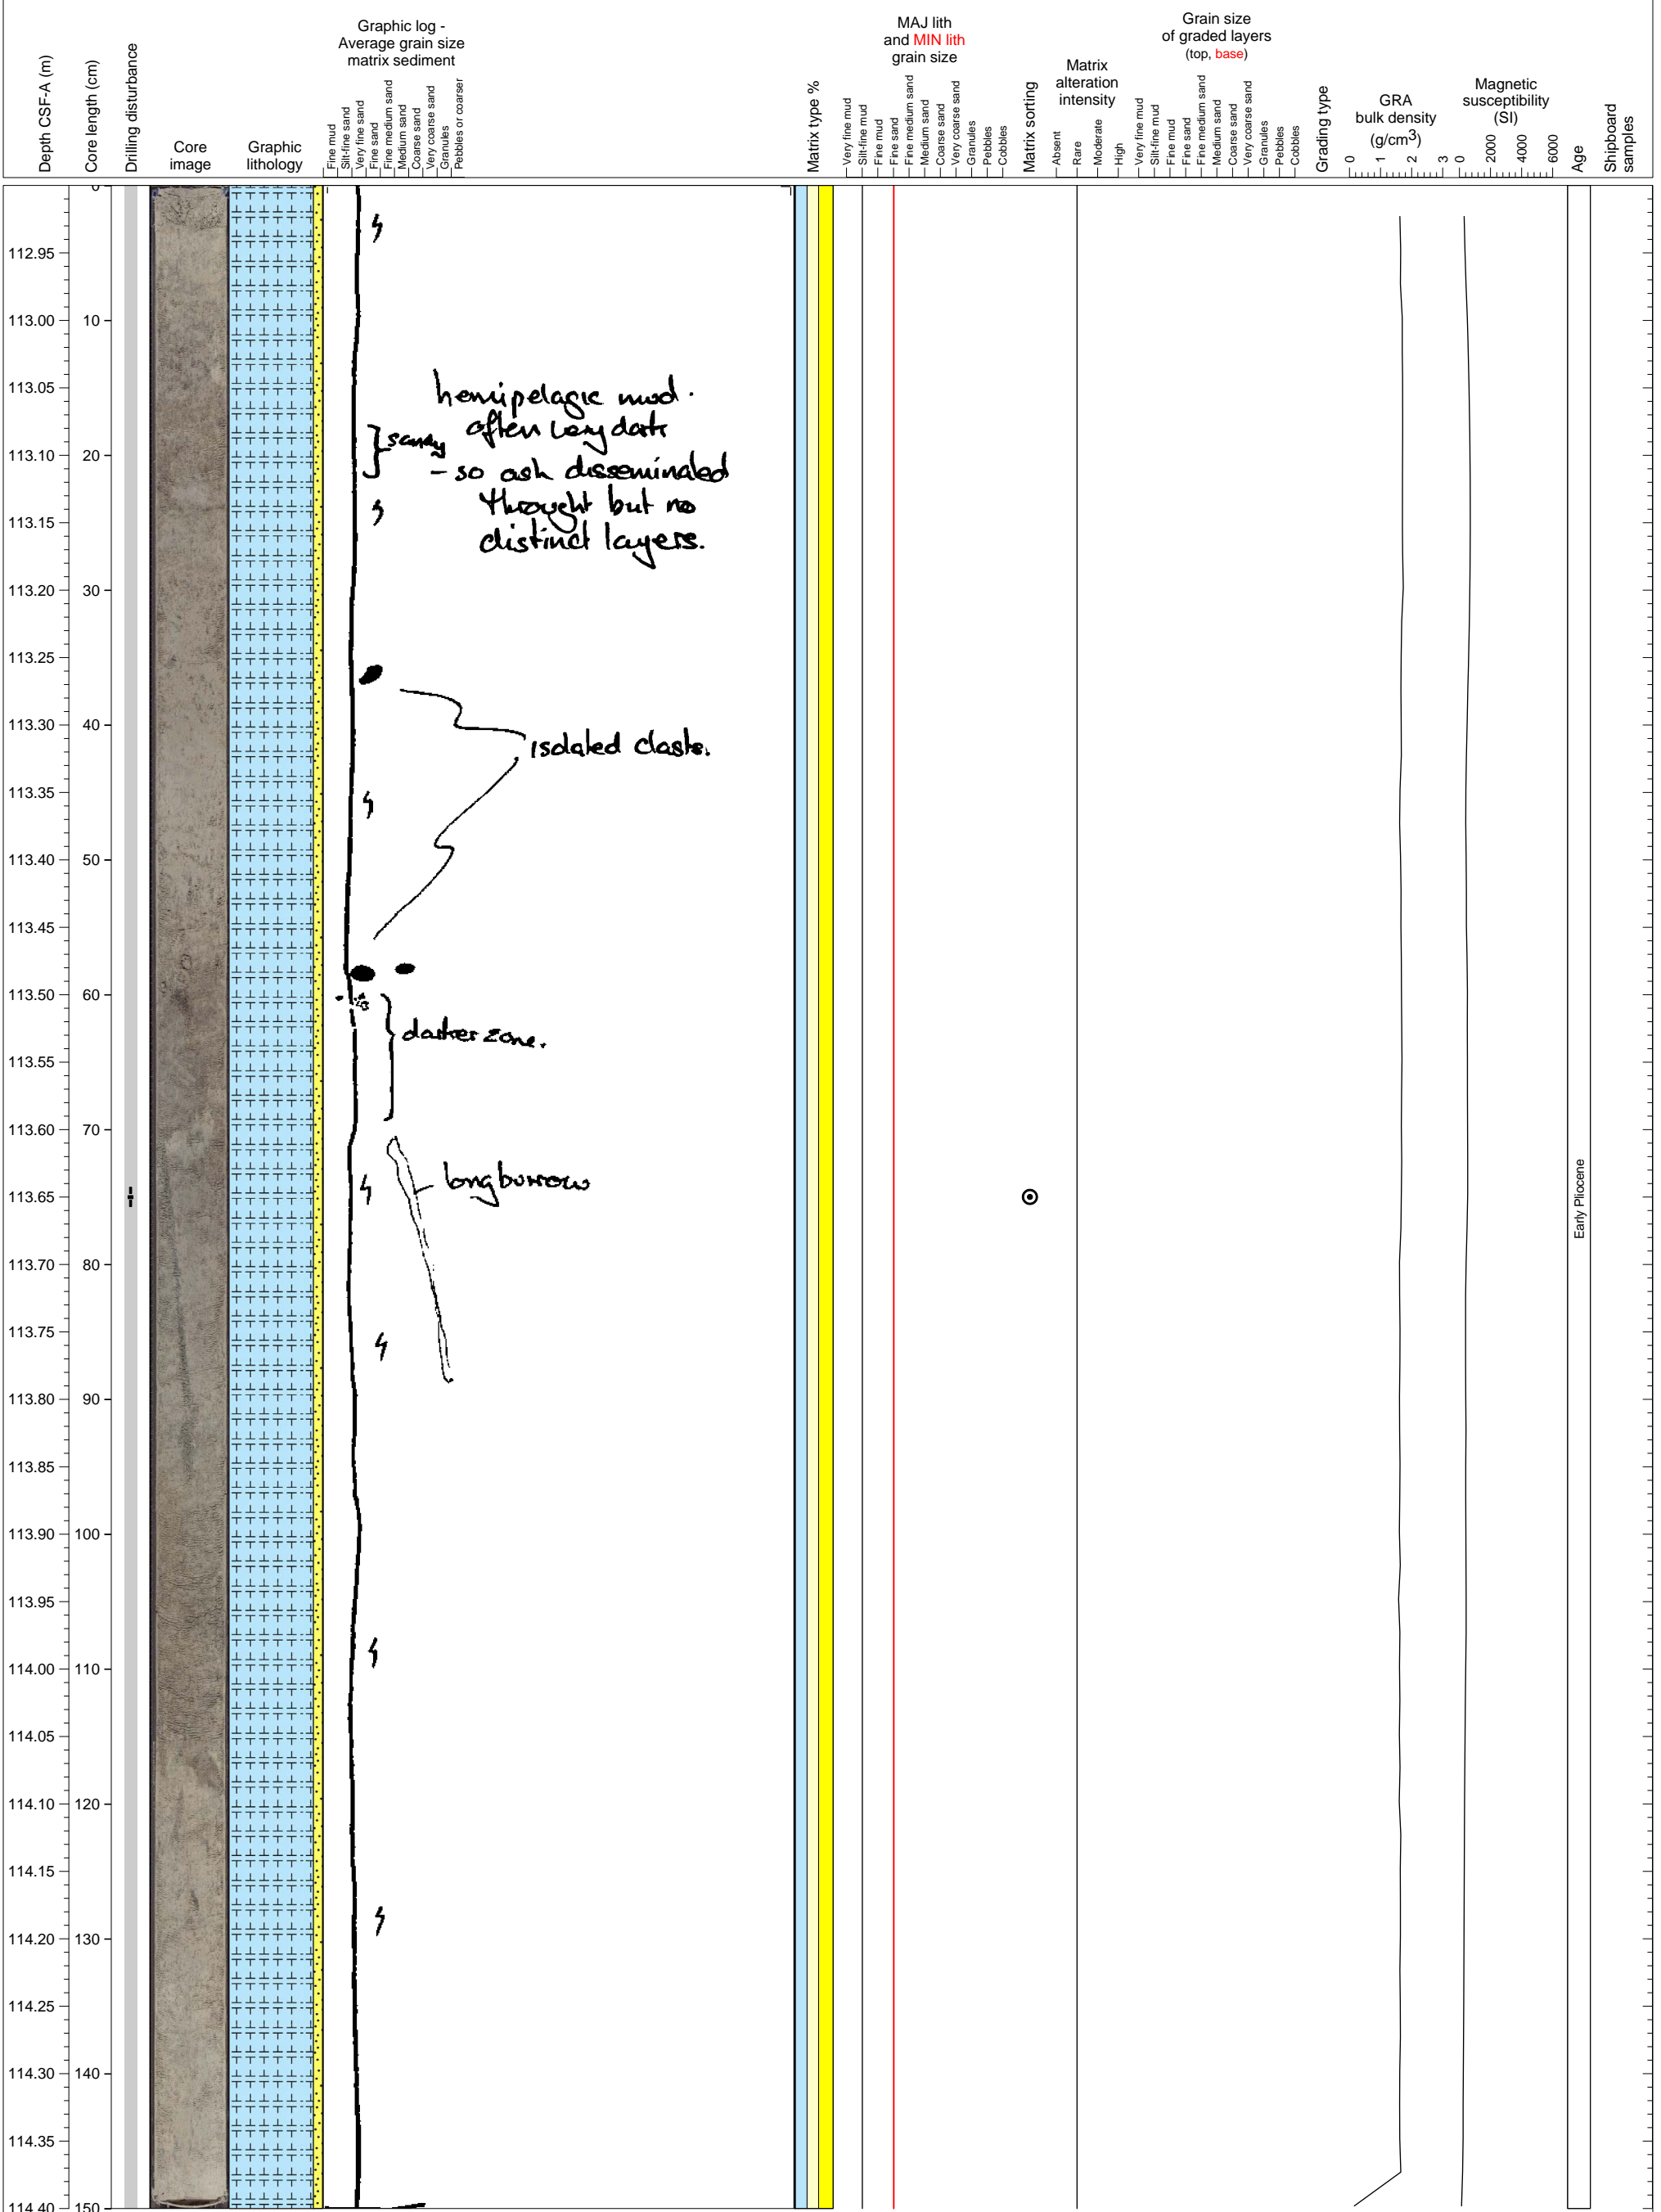 Depth CSF-A (m)
Core length (cm)
Drilling disturbance
Core
image
Graphic
lithology
Graphic log -
Average grain size
matrix sediment
Fine mud
Silt-fine sand
Very fine sand
Fine sand
Fine medium sand
Medium sand
Coarse sand
Very coarse sand
Granules
Pebbles or coarser
Matrix type %
MAJ lith
and MIN lith
grain size
Very fine mud
Silt-fine mud
Fine mud
Fine sand
Fine medium sand
Medium sand
Coarse sand
Very coarse sand
Granules
Pebbles
Cobbles
Matrix sorting
Matrix
alteration
intensity
Absent
Rare
Moderate
High
Grain size
of graded layers
(top, base)
Very fine mud
Silt-fine mud
Fine mud
Fine sand
Fine medium sand
Medium sand
Coarse sand
Very coarse sand
Granules
Pebbles
Cobbles
Grading type
GRA
bulk density
(g/cm3)
0 1 2 3
Magnetic
susceptibility
(SI)
0 2000 4000 6000
Age
Shipboard
samples
0
112.95
113.00 10
113.05
113.10 20
113.15
113.20 30
113.25
113.30 40
113.35
113.40 50
113.45
113.50 60
113.55
113.60 70
113.65
113.70 80
113.75
113.80 90
113.85
113.90 100
113.95
114.00 110
114.05
114.10 120
114.15
114.20 130
114.25
114.30 140
114.35
114.40 150
hemipelagic mud.
often very dark
sandy
- so ash disseminated
throught but no
distinct layers.
isolated clasts.
darker zone.
long burrow
Early Pliocene